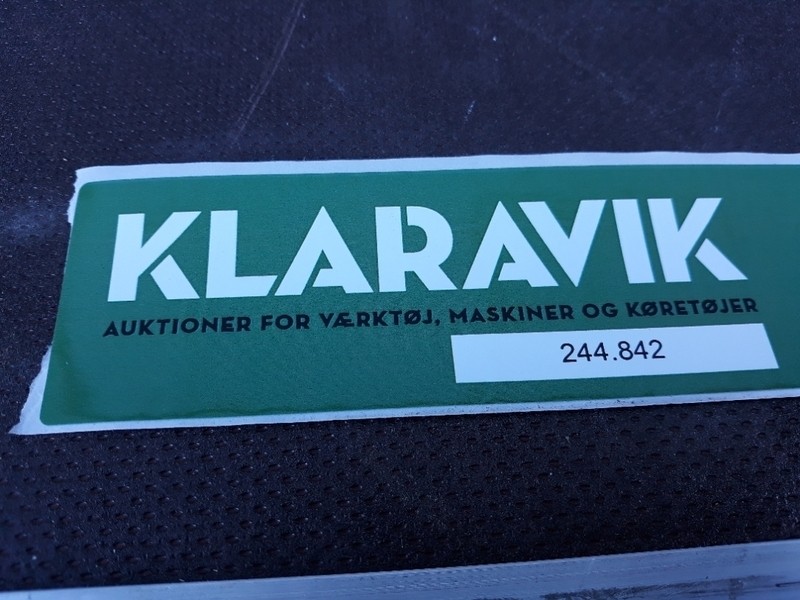 KLARAVIK
AUKTIONER FOR VÆRKTØJ, MASKINER OG KØRETØJER
244.842